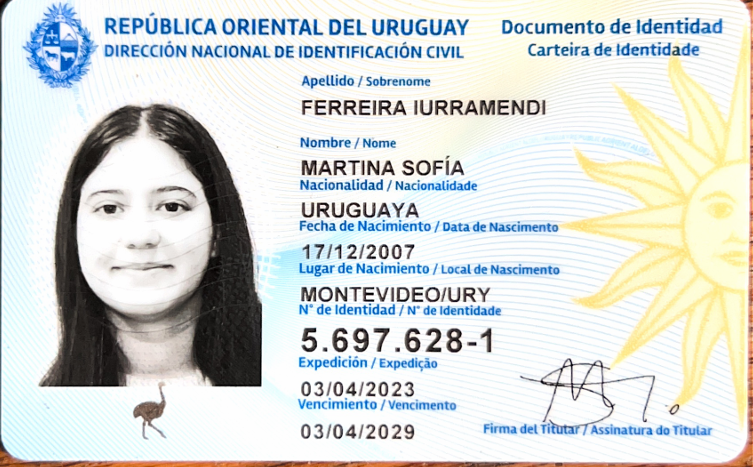 REPÚBLICA ORIENTAL DEL URUGUAY
DIRECCIÓN NACIONAL DE IDENTIFICACIÓN CIVIL
Documento de Identidad
Carteira de Identidade
Apellido / Sobrenome
FERREIRA IURRAMENDI
Nombre / Nome
MARTINA SOFÍA
Nacionalidad / Nacionalidade
URUGUAYA
Fecha de Nacimiento / Data de Nascimento
17/12/2007
Lugar de Nacimiento / Local de Nascimento
MONTEVIDEO/URY
N° de Identidad / N° de Identidade
5.697.628-1
Expedición / Expedição
03/04/2023
Vencimiento / Vencimento
03/04/2029
Firma del Titular / Assinatura do Titular